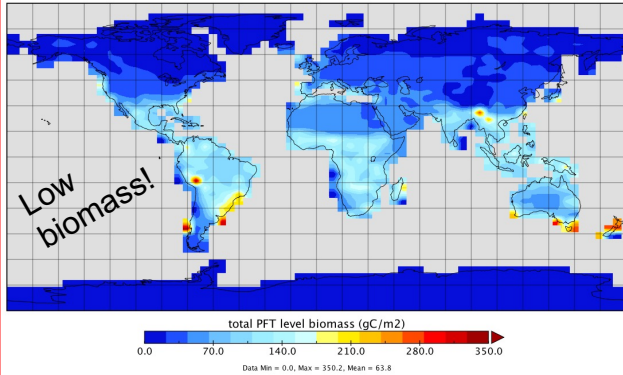 Low
biomass!
total PFT level biomass (gC/m2)
0.0 70.0 140.0 210.0 280.0 350.0
Data Min = 0.0, Max = 350.2, Mean = 63.8